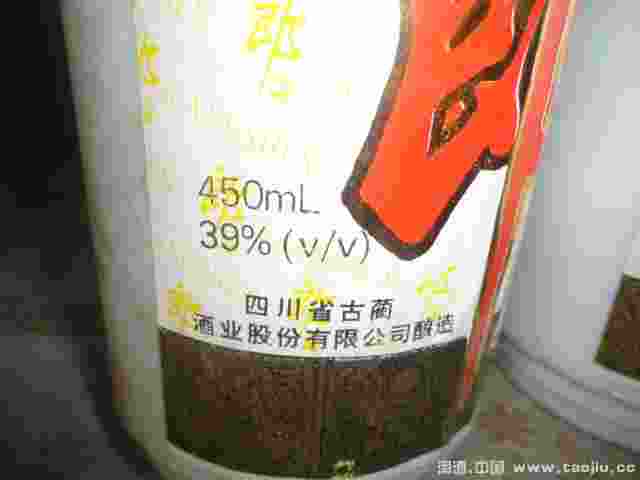 郎
450mL
39% (v/v)
四川省古蔺
酒业股份有限公司酿造
淘酒.中国 www.taojiu.cc